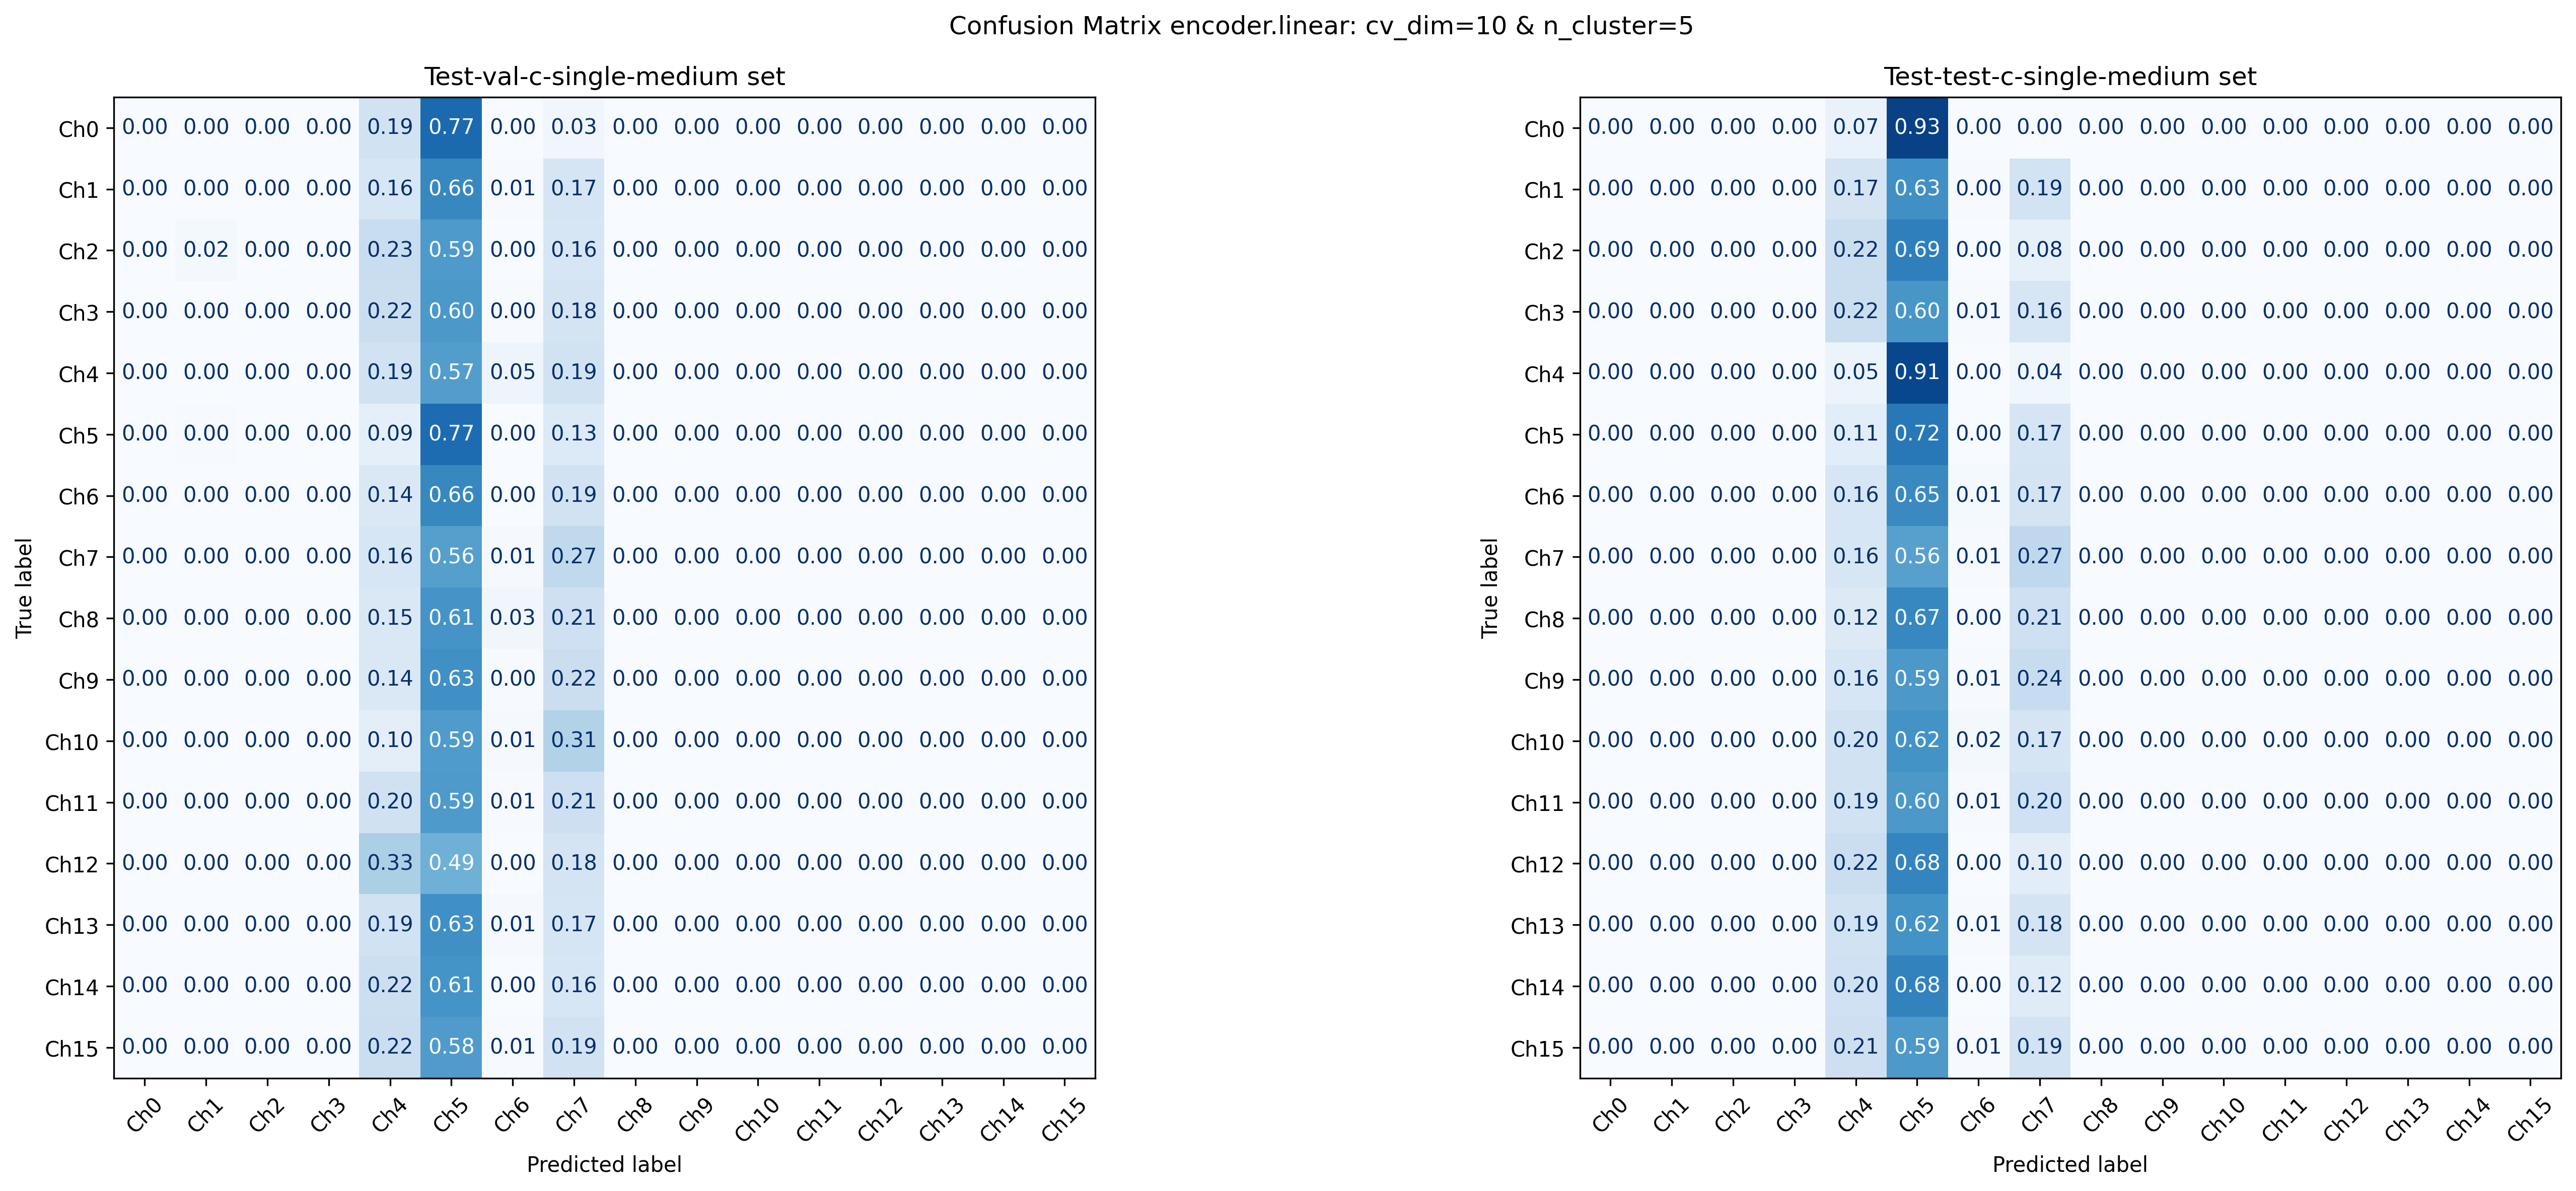 Confusion Matrix encoder.linear: cv_dim=10 & n_cluster=5
Test-val-c-single-medium set
True label
Ch0 0.00 0.00 0.00 0.00 0.19 0.77 0.00 0.03 0.00 0.00 0.00 0.00 0.00 0.00 0.00 0.00
Ch1 0.00 0.00 0.00 0.00 0.16 0.66 0.01 0.17 0.00 0.00 0.00 0.00 0.00 0.00 0.00 0.00
Ch2 0.00 0.02 0.00 0.00 0.23 0.59 0.00 0.16 0.00 0.00 0.00 0.00 0.00 0.00 0.00 0.00
Ch3 0.00 0.00 0.00 0.00 0.22 0.60 0.00 0.18 0.00 0.00 0.00 0.00 0.00 0.00 0.00 0.00
Ch4 0.00 0.00 0.00 0.00 0.19 0.57 0.05 0.19 0.00 0.00 0.00 0.00 0.00 0.00 0.00 0.00
Ch5 0.00 0.00 0.00 0.00 0.09 0.77 0.00 0.13 0.00 0.00 0.00 0.00 0.00 0.00 0.00 0.00
Ch6 0.00 0.00 0.00 0.00 0.14 0.66 0.00 0.19 0.00 0.00 0.00 0.00 0.00 0.00 0.00 0.00
Ch7 0.00 0.00 0.00 0.00 0.16 0.56 0.01 0.27 0.00 0.00 0.00 0.00 0.00 0.00 0.00 0.00
Ch8 0.00 0.00 0.00 0.00 0.15 0.61 0.03 0.21 0.00 0.00 0.00 0.00 0.00 0.00 0.00 0.00
Ch9 0.00 0.00 0.00 0.00 0.14 0.63 0.00 0.22 0.00 0.00 0.00 0.00 0.00 0.00 0.00 0.00
Ch10 0.00 0.00 0.00 0.00 0.10 0.59 0.01 0.31 0.00 0.00 0.00 0.00 0.00 0.00 0.00 0.00
Ch11 0.00 0.00 0.00 0.00 0.20 0.59 0.01 0.21 0.00 0.00 0.00 0.00 0.00 0.00 0.00 0.00
Ch12 0.00 0.00 0.00 0.00 0.33 0.49 0.00 0.18 0.00 0.00 0.00 0.00 0.00 0.00 0.00 0.00
Ch13 0.00 0.00 0.00 0.00 0.19 0.63 0.01 0.17 0.00 0.00 0.00 0.00 0.00 0.00 0.00 0.00
Ch14 0.00 0.00 0.00 0.00 0.22 0.61 0.00 0.16 0.00 0.00 0.00 0.00 0.00 0.00 0.00 0.00
Ch15 0.00 0.00 0.00 0.00 0.22 0.58 0.01 0.19 0.00 0.00 0.00 0.00 0.00 0.00 0.00 0.00
Ch0 Ch1 Ch2 Ch3 Ch4 Ch5 Ch6 Ch7 Ch8 Ch9 Ch10 Ch11 Ch12 Ch13 Ch14 Ch15
Predicted label
Test-test-c-single-medium set
True label
Ch0 0.00 0.00 0.00 0.00 0.07 0.93 0.00 0.00 0.00 0.00 0.00 0.00 0.00 0.00 0.00 0.00
Ch1 0.00 0.00 0.00 0.00 0.17 0.63 0.00 0.19 0.00 0.00 0.00 0.00 0.00 0.00 0.00 0.00
Ch2 0.00 0.00 0.00 0.00 0.22 0.69 0.00 0.08 0.00 0.00 0.00 0.00 0.00 0.00 0.00 0.00
Ch3 0.00 0.00 0.00 0.00 0.22 0.60 0.01 0.16 0.00 0.00 0.00 0.00 0.00 0.00 0.00 0.00
Ch4 0.00 0.00 0.00 0.00 0.05 0.91 0.00 0.04 0.00 0.00 0.00 0.00 0.00 0.00 0.00 0.00
Ch5 0.00 0.00 0.00 0.00 0.11 0.72 0.00 0.17 0.00 0.00 0.00 0.00 0.00 0.00 0.00 0.00
Ch6 0.00 0.00 0.00 0.00 0.16 0.65 0.01 0.17 0.00 0.00 0.00 0.00 0.00 0.00 0.00 0.00
Ch7 0.00 0.00 0.00 0.00 0.16 0.56 0.01 0.27 0.00 0.00 0.00 0.00 0.00 0.00 0.00 0.00
Ch8 0.00 0.00 0.00 0.00 0.12 0.67 0.00 0.21 0.00 0.00 0.00 0.00 0.00 0.00 0.00 0.00
Ch9 0.00 0.00 0.00 0.00 0.16 0.59 0.01 0.24 0.00 0.00 0.00 0.00 0.00 0.00 0.00 0.00
Ch10 0.00 0.00 0.00 0.00 0.20 0.62 0.02 0.17 0.00 0.00 0.00 0.00 0.00 0.00 0.00 0.00
Ch11 0.00 0.00 0.00 0.00 0.19 0.60 0.01 0.20 0.00 0.00 0.00 0.00 0.00 0.00 0.00 0.00
Ch12 0.00 0.00 0.00 0.00 0.22 0.68 0.00 0.10 0.00 0.00 0.00 0.00 0.00 0.00 0.00 0.00
Ch13 0.00 0.00 0.00 0.00 0.19 0.62 0.01 0.18 0.00 0.00 0.00 0.00 0.00 0.00 0.00 0.00
Ch14 0.00 0.00 0.00 0.00 0.20 0.68 0.00 0.12 0.00 0.00 0.00 0.00 0.00 0.00 0.00 0.00
Ch15 0.00 0.00 0.00 0.00 0.21 0.59 0.01 0.19 0.00 0.00 0.00 0.00 0.00 0.00 0.00 0.00
Ch0 Ch1 Ch2 Ch3 Ch4 Ch5 Ch6 Ch7 Ch8 Ch9 Ch10 Ch11 Ch12 Ch13 Ch14 Ch15
Predicted label